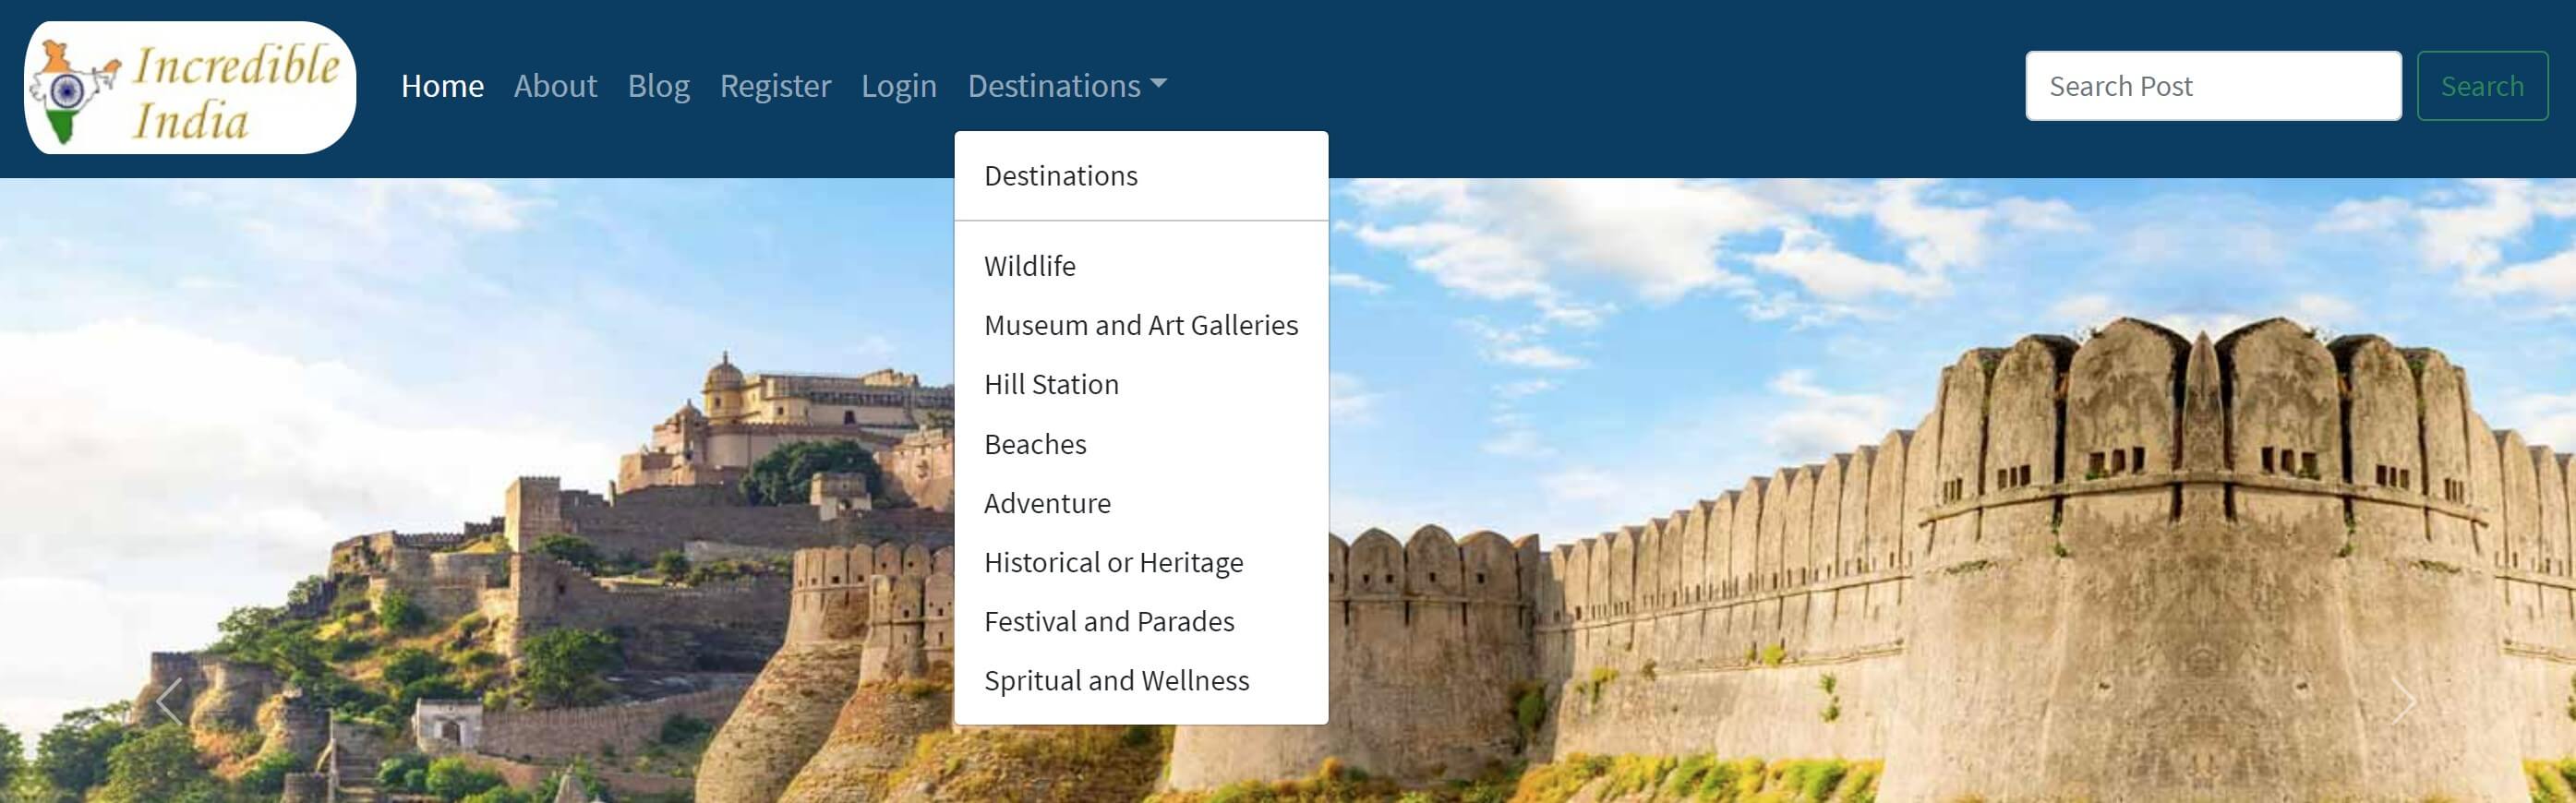 Incredible
India
Home About Blog Register Login Destinations
Search Post Search
Destinations
Wildlife
Museum and Art Galleries
Hill Station
Beaches
Adventure
Historical or Heritage
Festival and Parades
Spritual and Wellness